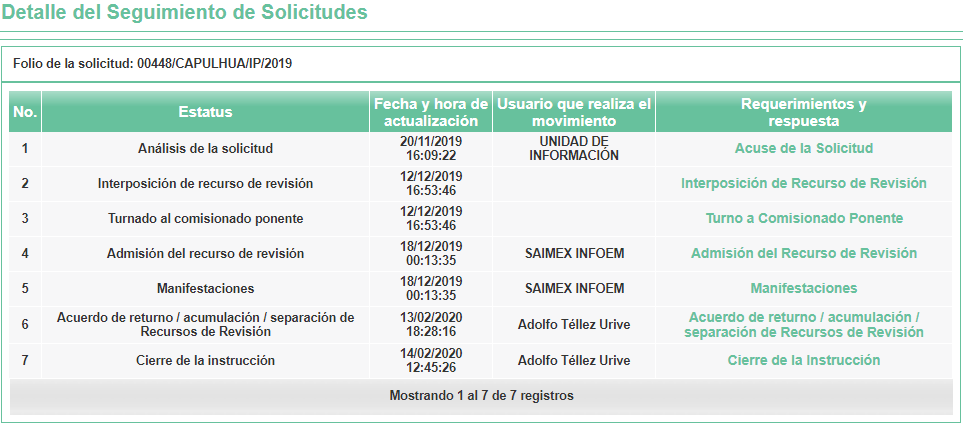 Detalle del Seguimiento de Solicitudes
Folio de la solicitud: 00448/CAPULHUA/IP/2019
No. Estatus Fecha y hora de actualización Usuario que realiza el movimiento Requerimientos y respuesta
1 Análisis de la solicitud 20/11/2019 16:09:22 UNIDAD DE INFORMACIÓN Acuse de la Solicitud
2 Interposición de recurso de revisión 12/12/2019 16:53:46 Interposición de Recurso de Revisión
3 Turnado al comisionado ponente 12/12/2019 16:53:46 Turno a Comisionado Ponente
4 Admisión del recurso de revisión 18/12/2019 00:13:35 SAIMEX INFOEM Admisión del Recurso de Revisión
5 Manifestaciones 18/12/2019 00:13:35 SAIMEX INFOEM Manifestaciones
6 Acuerdo de returno / acumulación / separación de Recursos de Revisión 13/02/2020 18:28:16 Adolfo Téllez Urive Acuerdo de returno / acumulación / separación de Recursos de Revisión
7 Cierre de la instrucción 14/02/2020 12:45:26 Adolfo Téllez Urive Cierre de la Instrucción
Mostrando 1 al 7 de 7 registros